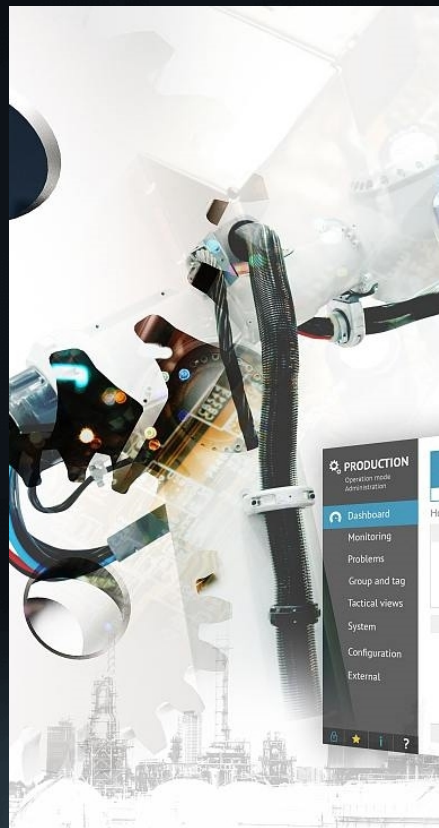 PRODUCTION
Operation mode
Administration
Dashboard
Monitoring
Problems
Group and tag
Tactical views
System
Configuration
External
i ?